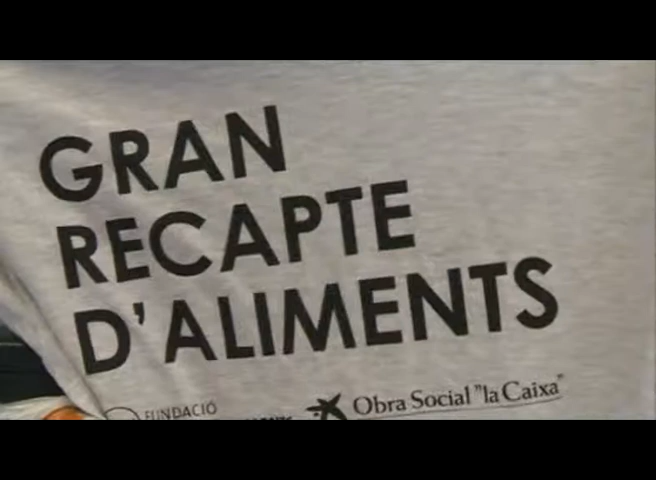 GRAN
RECAPTE
D'ALIMENTS
FUNDACIÓ
Obra Social "la Caixa"